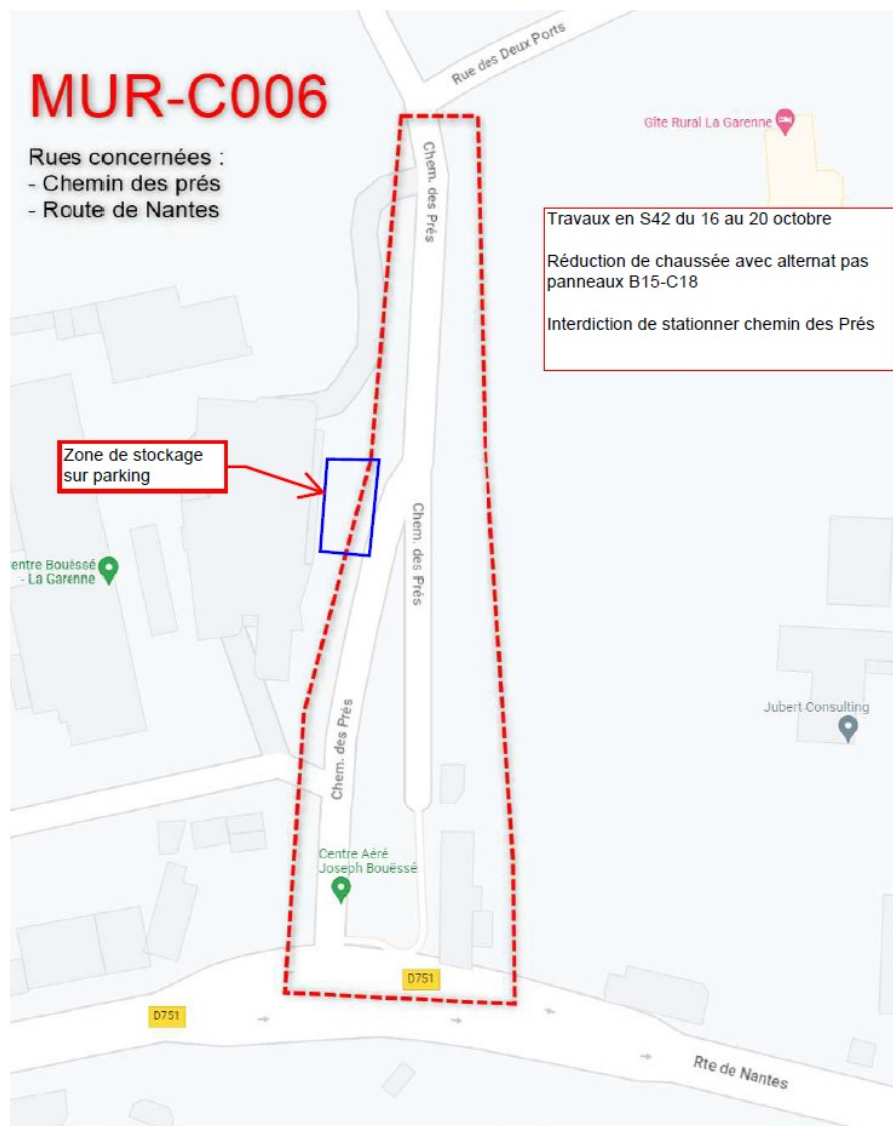 MUR-C006
Rues concernées :
- Chemin des prés
- Route de Nantes
Rue des Deux Ports
Gîte Rural La Garenne
Chem. des Prés
Travaux en S42 du 16 au 20 octobre
Réduction de chaussée avec alternat pas
panneaux B15-C18
Interdiction de stationner chemin des Prés
Zone de stockage
sur parking
Chem. des Prés
entre Bouëssé
- La Garenne
Chem. des Prés
Jubert Consulting
Centre Aéré
Joseph Bouëssé
D751
D751
Rte de Nantes